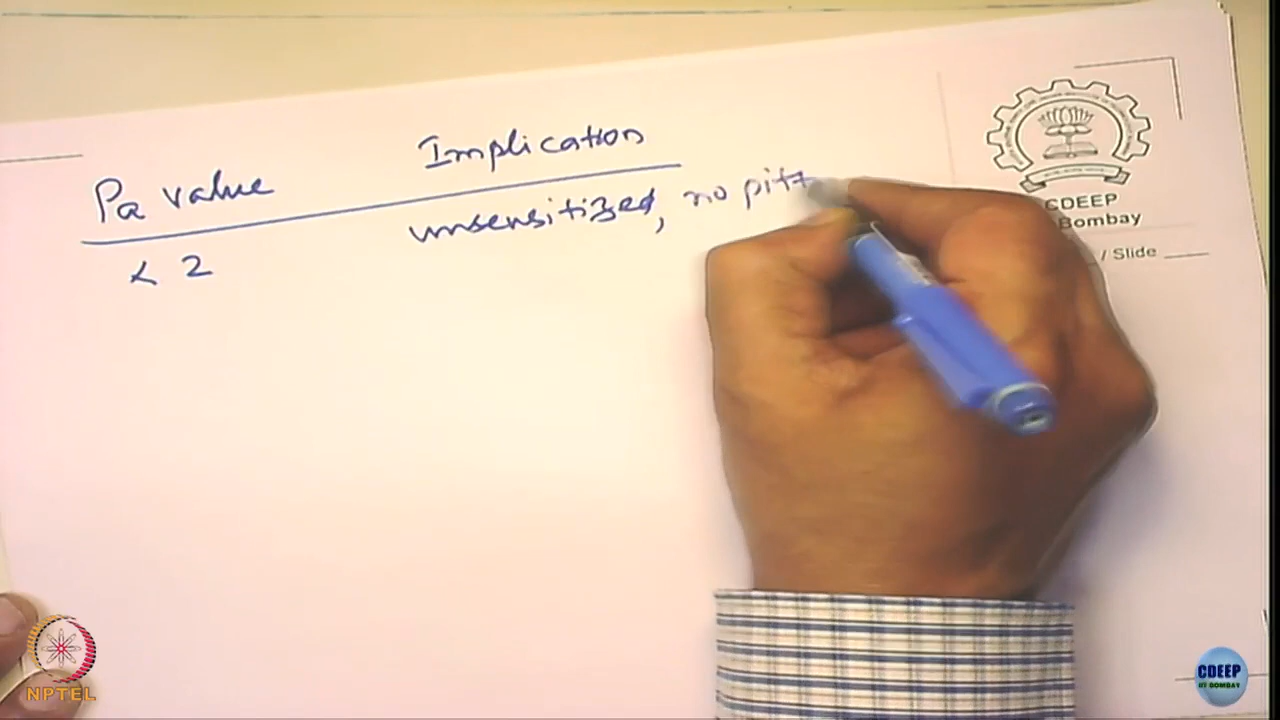 Implication
Pa value
unsensitized, no pitt
< 2
CDEEP
Bombay
/ Slide
NPTEL
CDEEP
IIT BOMBAY